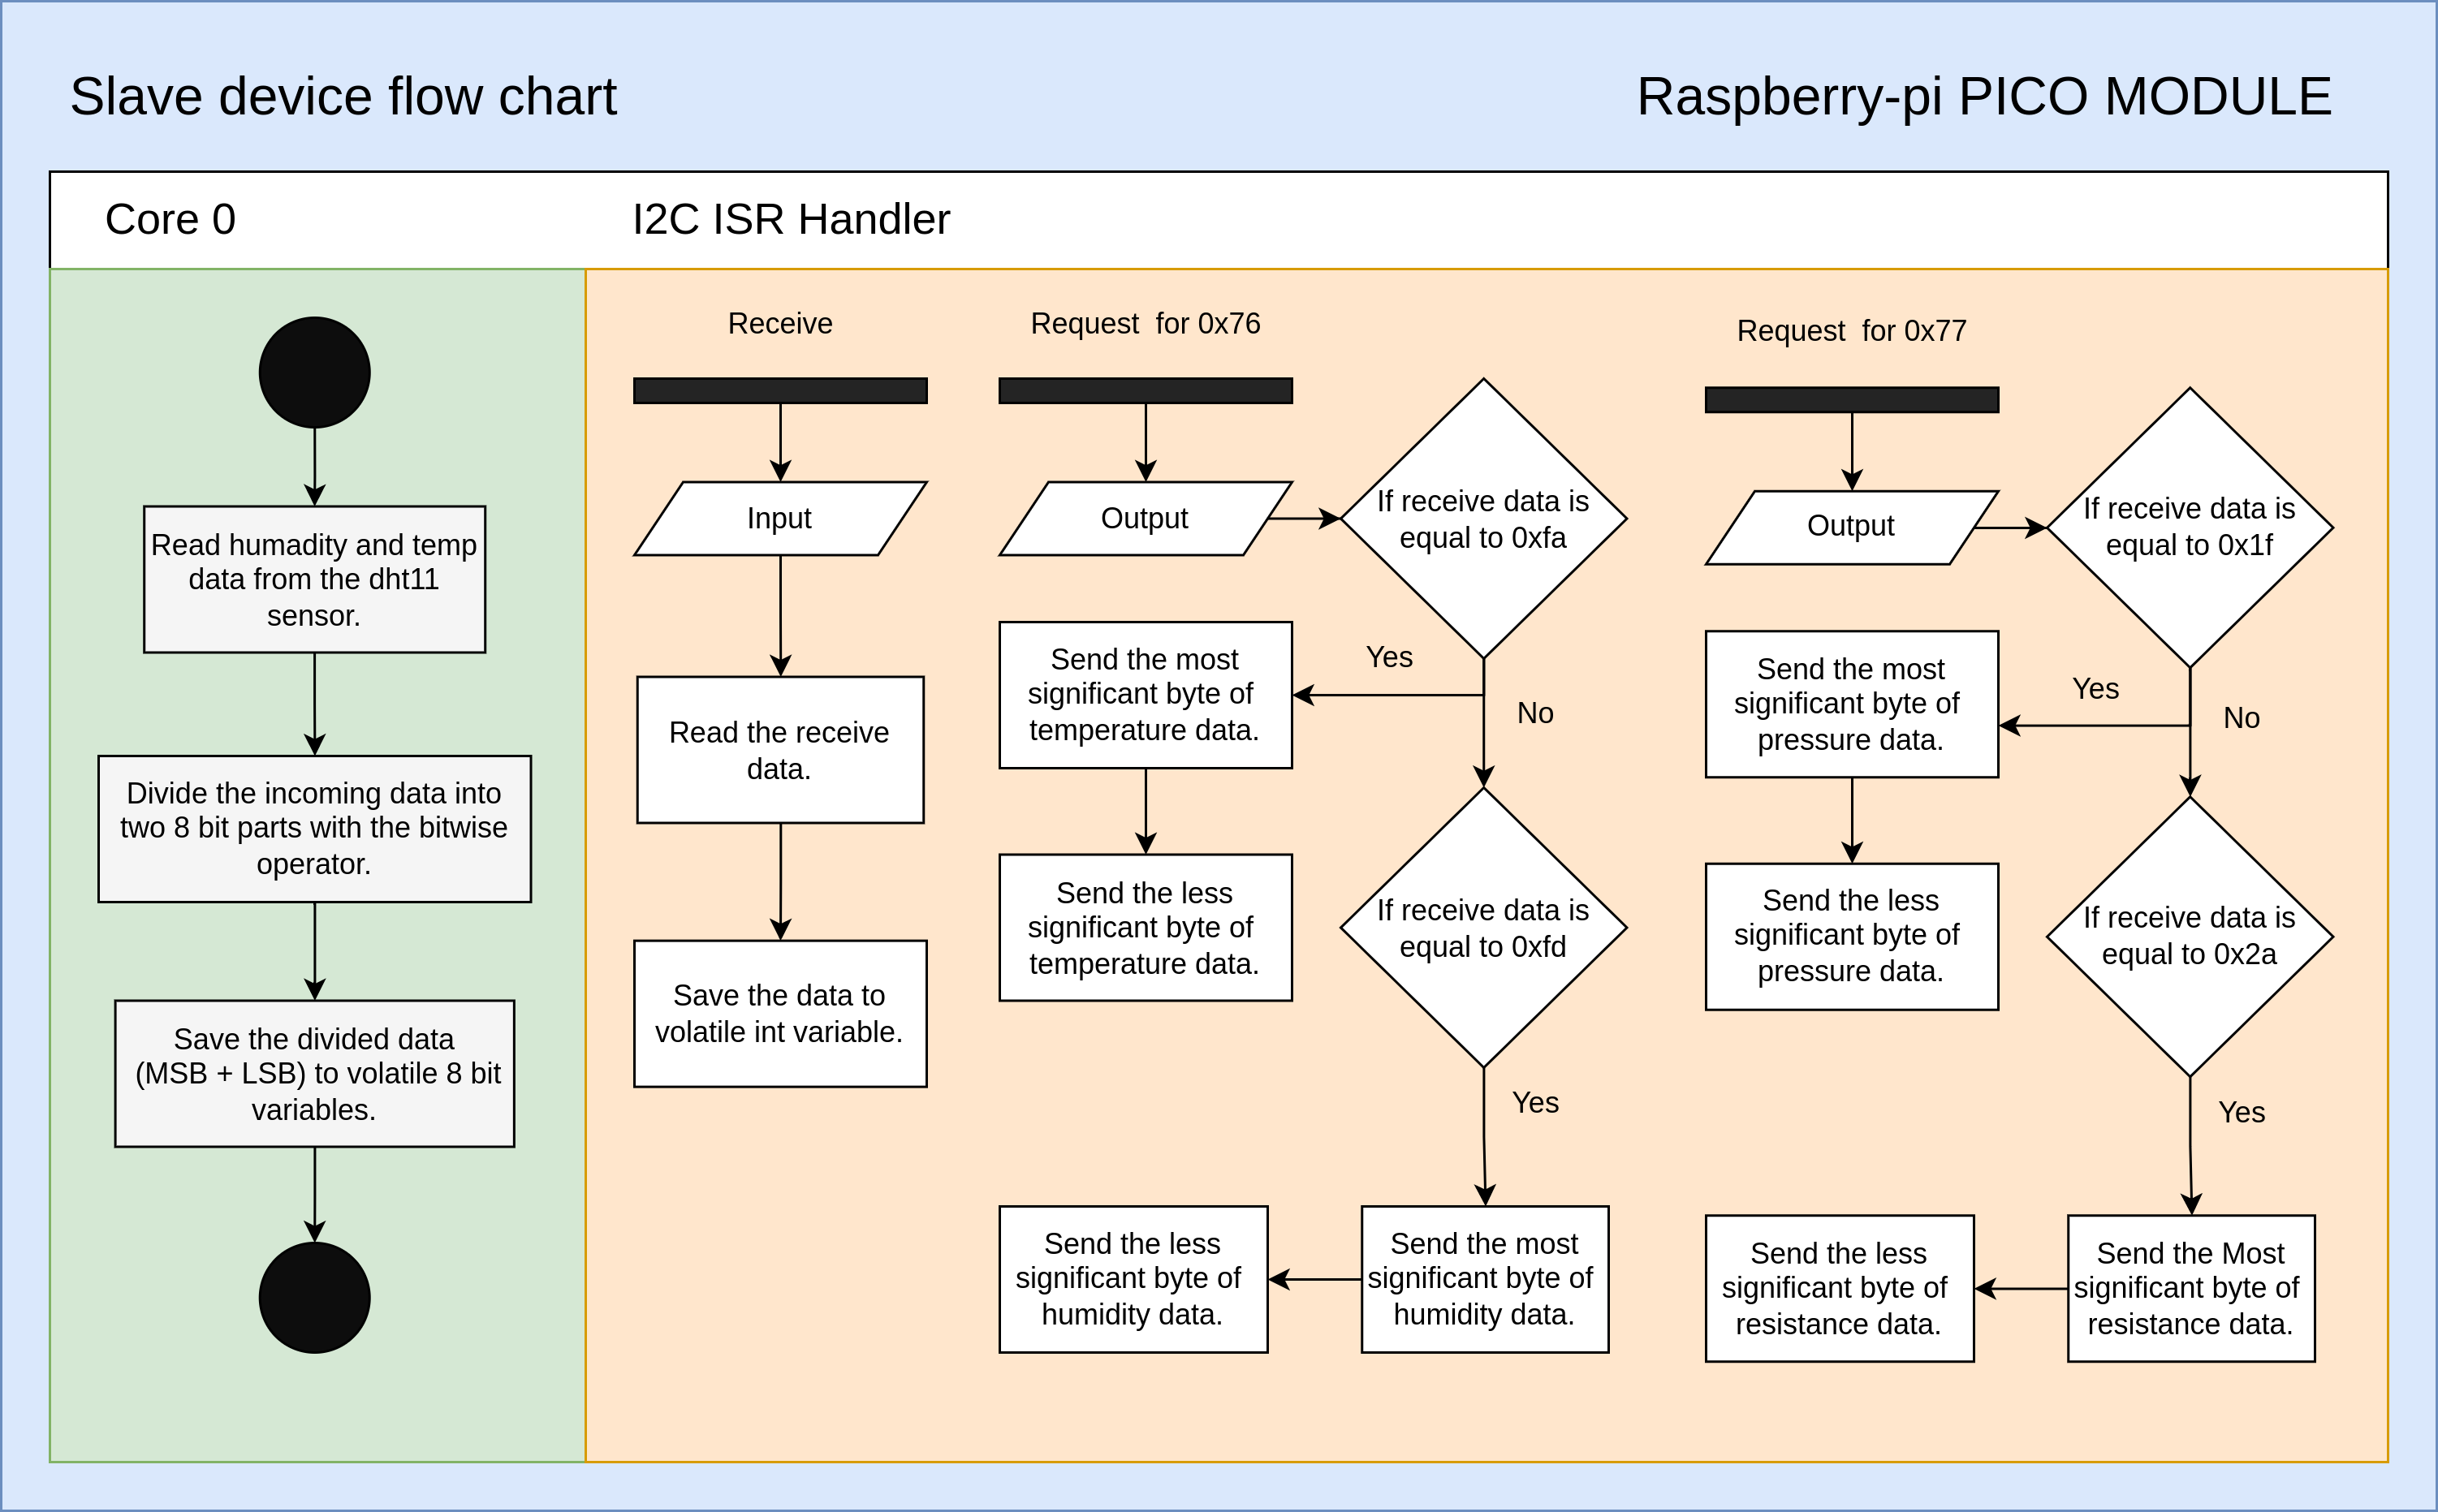 Slave device flow chart
Raspberry-pi PICO MODULE
Core 0
I2C ISR Handler
Read humadity and temp
data from the dht11
sensor.
Divide the incoming data into
two 8 bit parts with the bitwise
operator.
Save the divided data
(MSB + LSB) to volatile 8 bit
variables.
Receive
Input
Read the receive
data.
Save the data to
volatile int variable.
Request  for 0x76
Output
If receive data is
equal to 0xfa
Yes
No
Send the most
significant byte of
temperature data.
Send the less
significant byte of
temperature data.
If receive data is
equal to 0xfd
Yes
Send the most
significant byte of
humidity data.
Send the less
significant byte of
humidity data.
Request  for 0x77
Output
If receive data is
equal to 0x1f
Yes
No
Send the most
significant byte of
pressure data.
Send the less
significant byte of
pressure data.
If receive data is
equal to 0x2a
Yes
Send the Most
significant byte of
resistance data.
Send the less
significant byte of
resistance data.